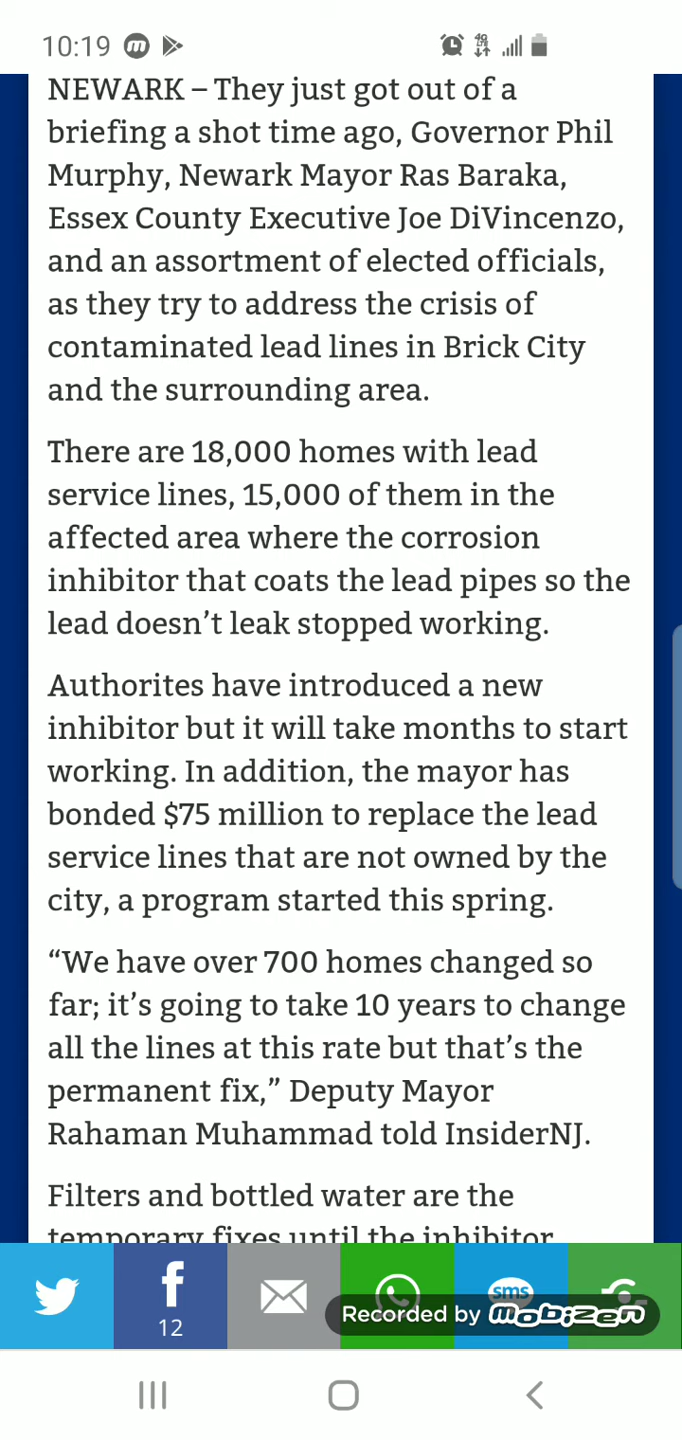 10:19
4G
NEWARK – They just got out of a
briefing a shot time ago, Governor Phil
Murphy, Newark Mayor Ras Baraka,
Essex County Executive Joe DiVincenzo,
and an assortment of elected officials,
as they try to address the crisis of
contaminated lead lines in Brick City
and the surrounding area.
There are 18,000 homes with lead
service lines, 15,000 of them in the
affected area where the corrosion
inhibitor that coats the lead pipes so the
lead doesn’t leak stopped working.
Authorites have introduced a new
inhibitor but it will take months to start
working. In addition, the mayor has
bonded $75 million to replace the lead
service lines that are not owned by the
city, a program started this spring.
“We have over 700 homes changed so
far; it’s going to take 10 years to change
all the lines at this rate but that’s the
permanent fix,” Deputy Mayor
Rahaman Muhammad told InsiderNJ.
Filters and bottled water are the
temporary fixes until the inhibitor
sms
12
Recorded by mobizen